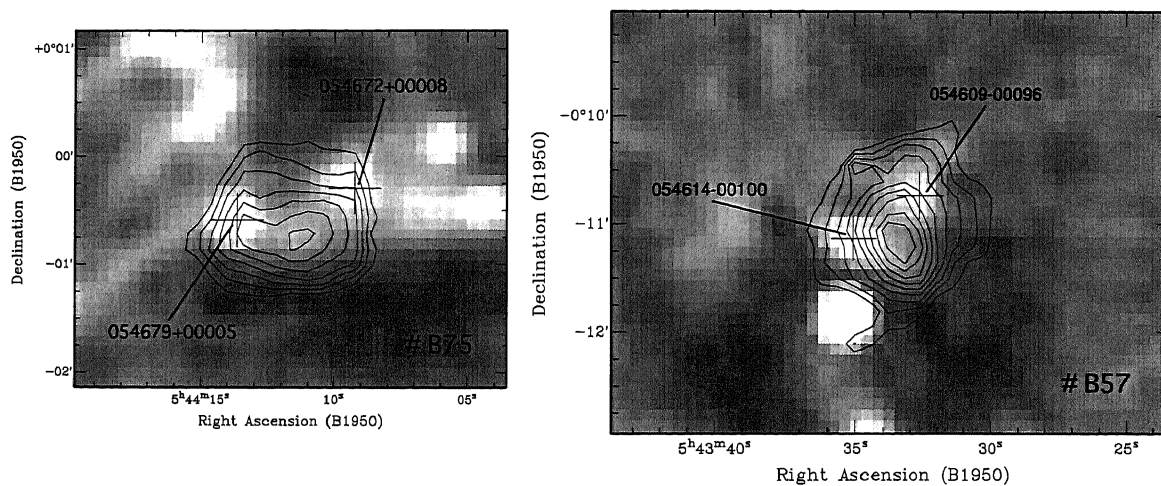 +0°01'
00'
-01'
-02'
Declination (B1950)
054672+00008
054679+00005
# B75
5ʰ44ᵐ15ˢ
10ˢ
05ˢ
Right Ascension (B1950)
-0°10'
-11'
-12'
Declination (B1950)
054609-00096
054614-00100
# B57
5ʰ43ᵐ40ˢ
35ˢ
30ˢ
25ˢ
Right Ascension (B1950)